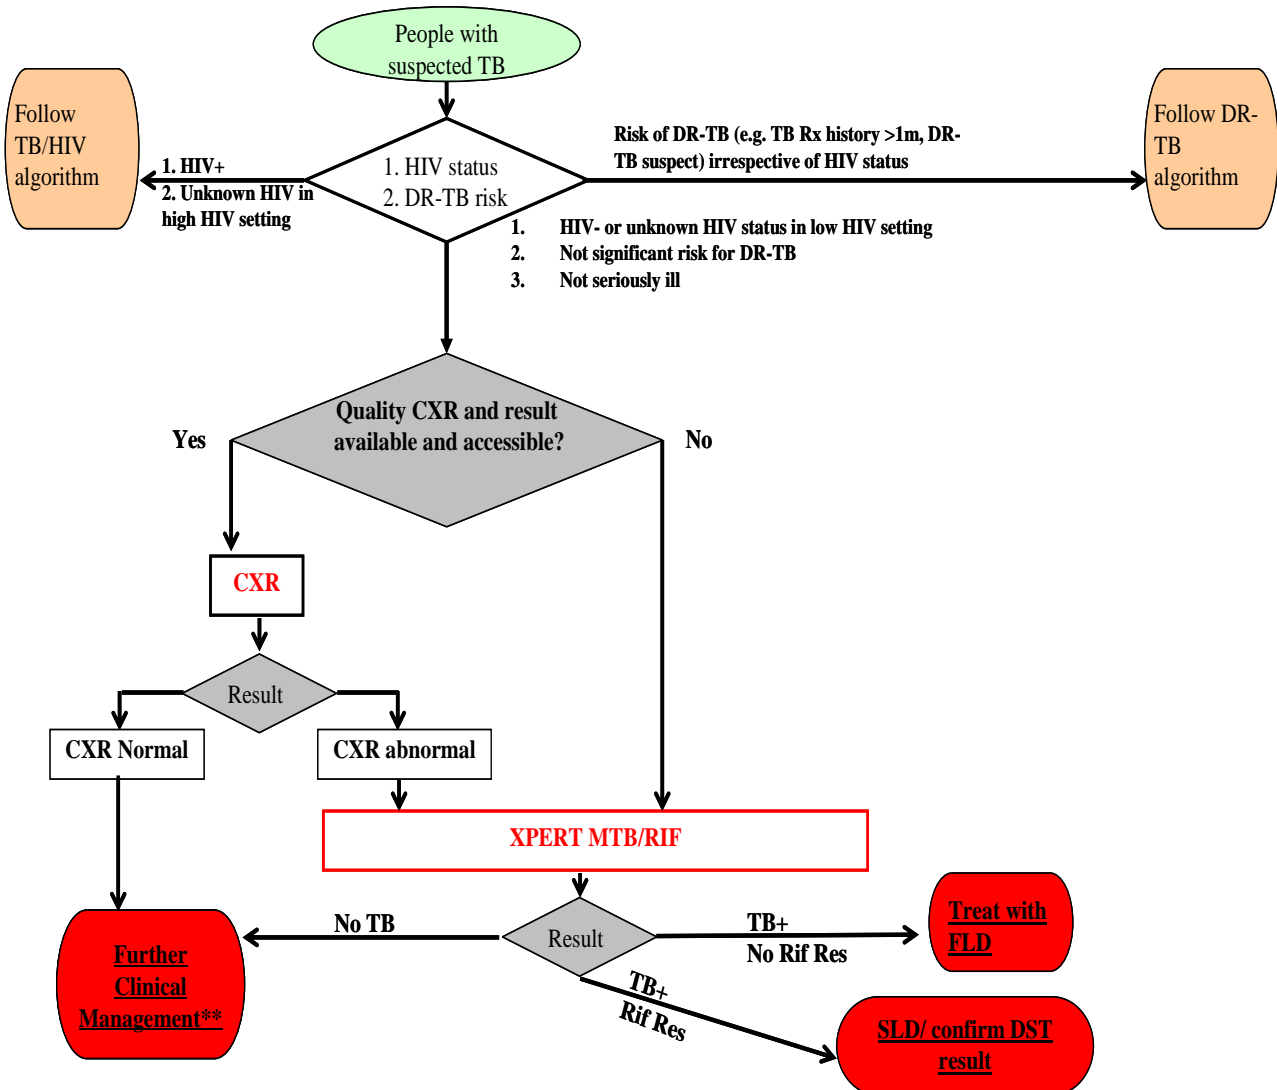 People with
suspected TB
Follow
TB/HIV
algorithm
1. HIV+
2. Unknown HIV in
high HIV setting
1. HIV status
2. DR-TB risk
Risk of DR-TB (e.g. TB Rx history >1m, DR-
TB suspect) irrespective of HIV status
Follow DR-
TB
algorithm
1. HIV- or unknown HIV status in low HIV setting
2. Not significant risk for DR-TB
3. Not seriously ill
Quality CXR and result
available and accessible?
Yes
No
CXR
Result
CXR Normal
CXR abnormal
XPERT MTB/RIF
Result
No TB
TB+
No Rif Res
TB+
Rif Res
Further
Clinical
Management**
Treat with
FLD
SLD/ confirm DST
result